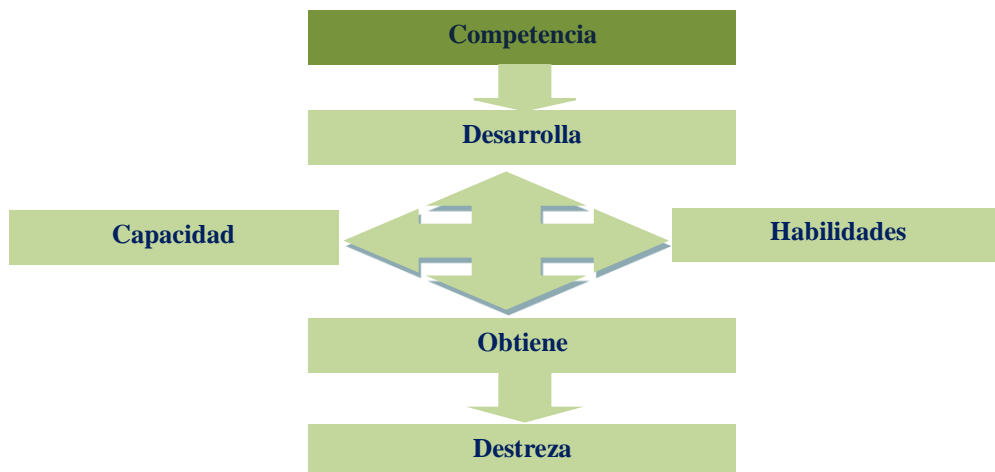 Competencia
Desarrolla
Capacidad
Habilidades
Obtiene
Destreza